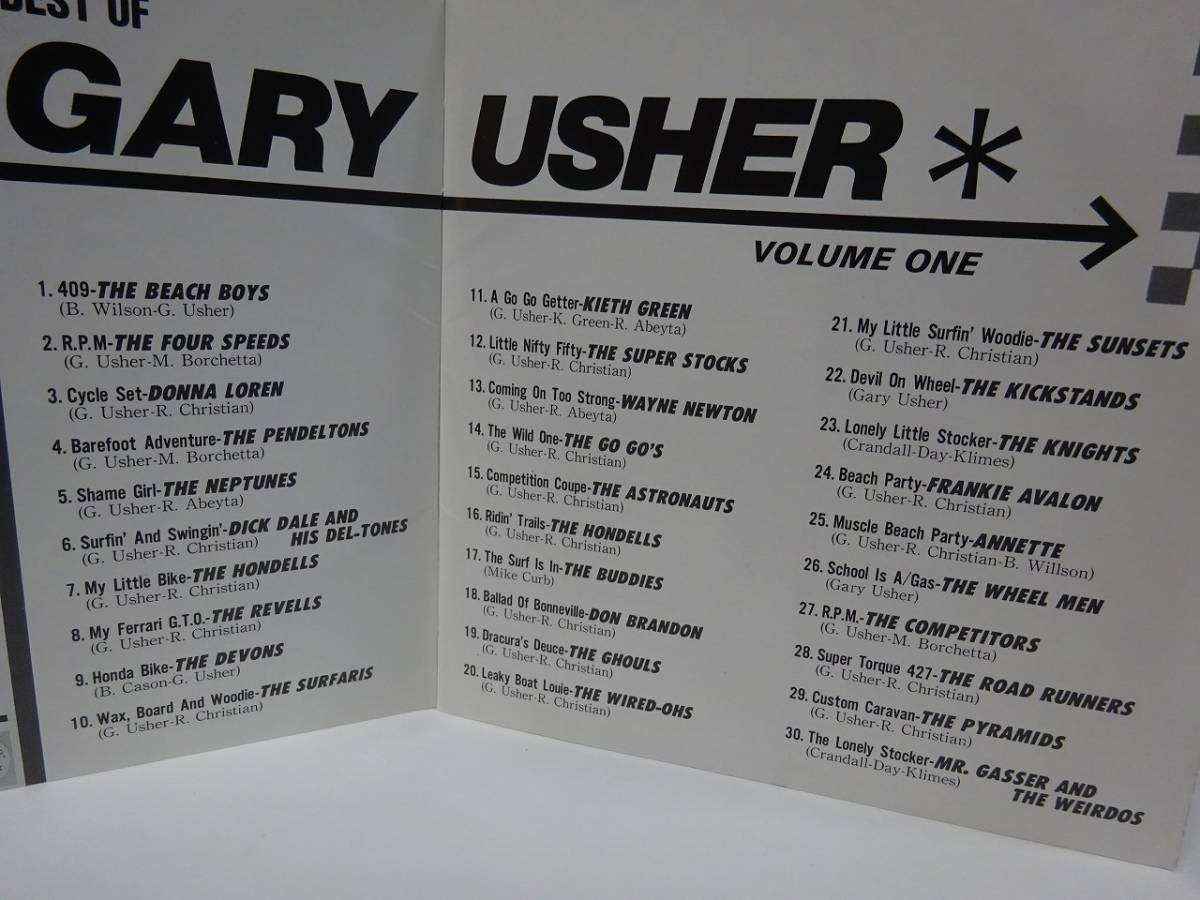 BEST OF
GARY USHER *
VOLUME ONE
1. 409-THE BEACH BOYS
(B. Wilson-G. Usher)
2. R.P.M-THE FOUR SPEEDS
(G. Usher-M. Borchetta)
3. Cycle Set-DONNA LOREN
(G. Usher-R. Christian)
4. Barefoot Adventure-THE PENDELTONS
(G. Usher-M. Borchetta)
5. Shame Girl-THE NEPTUNES
(G. Usher-R. Abeyta)
6. Surfin' And Swingin'-DICK DALE AND
(G. Usher-R. Christian) HIS DEL-TONES
7. My Little Bike-THE HONDELLS
(G. Usher-R. Christian)
8. My Ferrari G.T.O.-THE REVELLS
(G. Usher-R. Christian)
9. Honda Bike-THE DEVONS
(B. Cason-G. Usher)
10. Wax, Board And Woodie-THE SURFARIS
(G. Usher-R. Christian)
11. A Go Go Getter-KIETH GREEN
(G. Usher-K. Green-R. Abeyta)
12. Little Nifty Fifty-THE SUPER STOCKS
(G. Usher-R. Christian)
13. Coming On Too Strong-WAYNE NEWTON
(G. Usher-R. Abeyta)
14. The Wild One-THE GO GO'S
(G. Usher-R. Christian)
15. Competition Coupe-THE ASTRONAUTS
(G. Usher-R. Christian)
16. Ridin' Trails-THE HONDELLS
(G. Usher-R. Christian)
17. The Surf Is In-THE BUDDIES
(Mike Curb)
18. Ballad Of Bonneville-DON BRANDON
(G. Usher-R. Christian)
19. Dracura's Deuce-THE GHOULS
(G. Usher-R. Christian)
20. Leaky Boat Louie-THE WIRED-OHS
(G. Usher-R. Christian)
21. My Little Surfin' Woodie-THE SUNSETS
(G. Usher-R. Christian)
22. Devil On Wheel-THE KICKSTANDS
(Gary Usher)
23. Lonely Little Stocker-THE KNIGHTS
(Crandall-Day-Klimes)
24. Beach Party-FRANKIE AVALON
(G. Usher-R. Christian)
25. Muscle Beach Party-ANNETTE
(G. Usher-R. Christian-B. Willson)
26. School Is A/Gas-THE WHEEL MEN
(Gary Usher)
27. R.P.M.-THE COMPETITORS
(G. Usher-M. Borchetta)
28. Super Torque 427-THE ROAD RUNNERS
(G. Usher-R. Christian)
29. Custom Caravan-THE PYRAMIDS
(G. Usher-R. Christian)
30. The Lonely Stocker-MR. GASSER AND
(Crandall-Day-Klimes) THE WEIRDOS